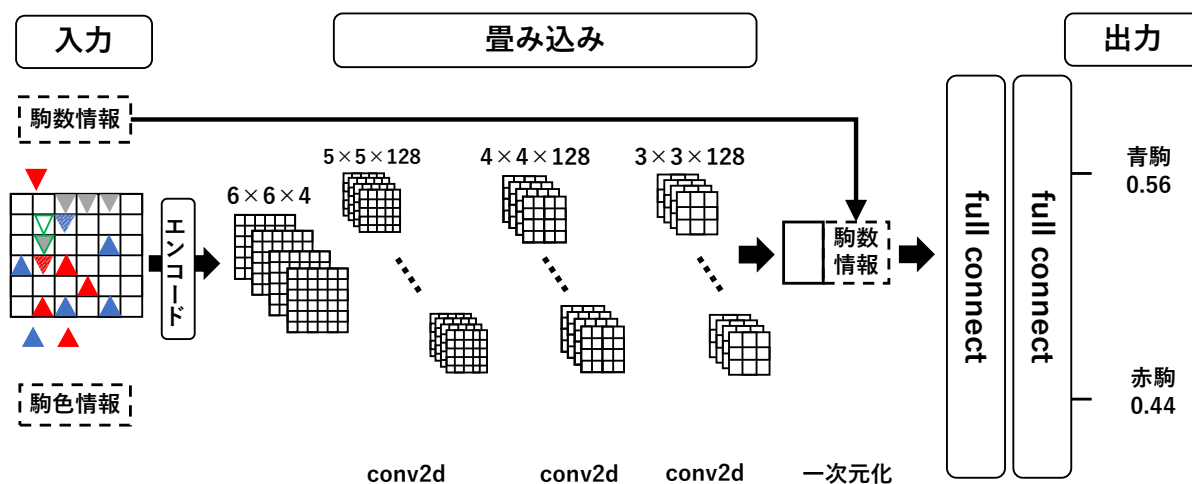 入力
畳み込み
出力
駒数情報
5×5×128
4×4×128
3×3×128
6×6×4
エンコード
駒数
情報
full connect
full connect
青駒
0.56
赤駒
0.44
駒色情報
conv2d
conv2d
conv2d
一次元化